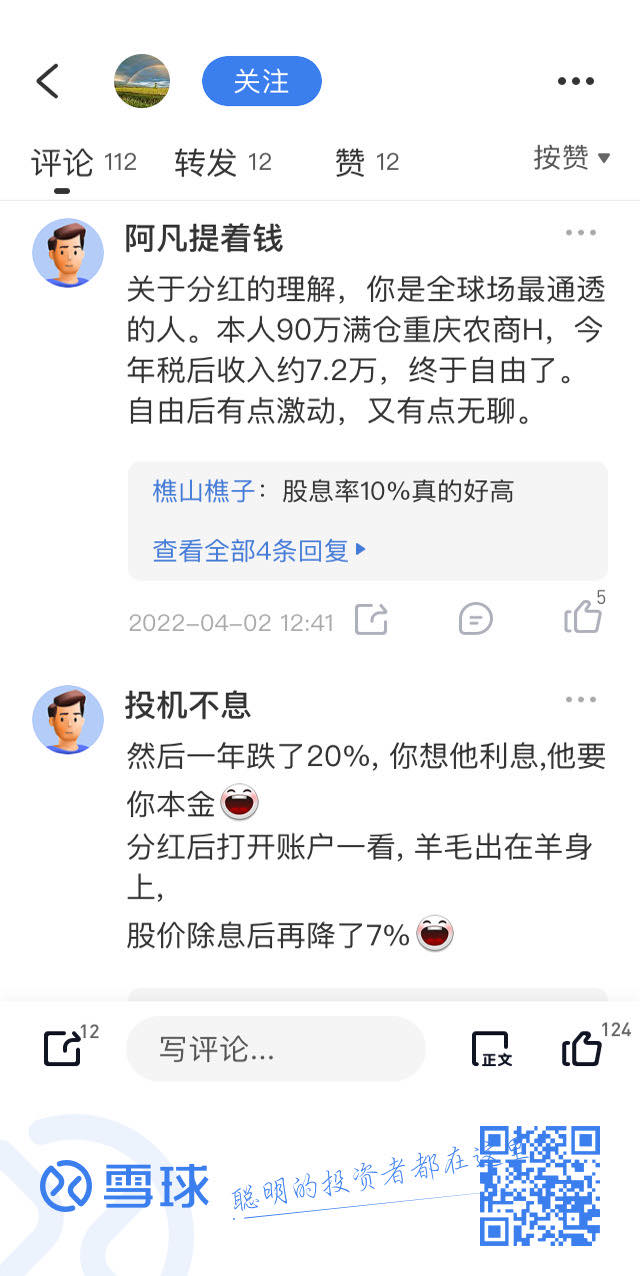 关注
评论 112 转发 12 赞 12 按赞
阿凡提着钱
关于分红的理解，你是全球场最通透
的人。本人90万满仓重庆农商H，今
年税后收入约7.2万，终于自由了。
自由后有点激动，又有点无聊。
樵山樵子：股息率10%真的好高
查看全部4条回复
2022-04-02 12:41
5
投机不息
然后一年跌了20%, 你想他利息,他要
你本金
分红后打开账户一看, 羊毛出在羊身
上,
股价除息后再降了7%
12
写评论...
正文
124
雪球
聪明的投资者都在这里